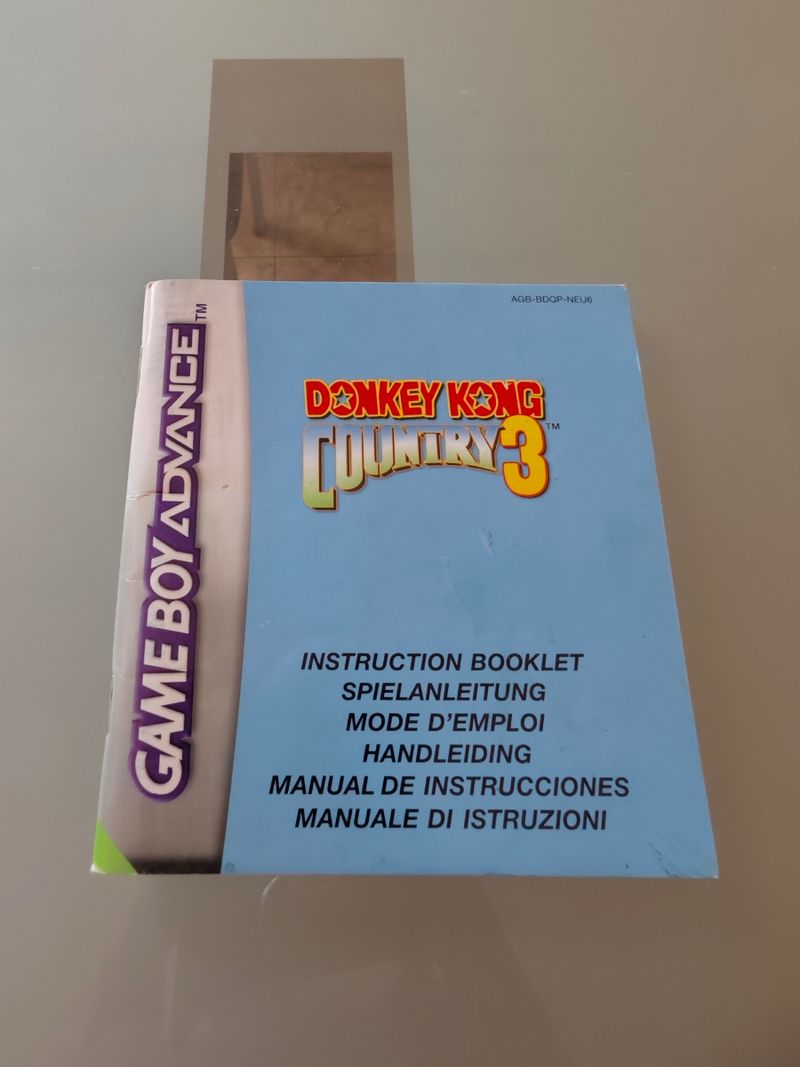 AGB-BDQP-NEU6
GAME BOY ADVANCE™
DONKEY KONG
COUNTRY 3™
INSTRUCTION BOOKLET
SPIELANLEITUNG
MODE D'EMPLOI
HANDLEIDING
MANUAL DE INSTRUCCIONES
MANUALE DI ISTRUZIONI